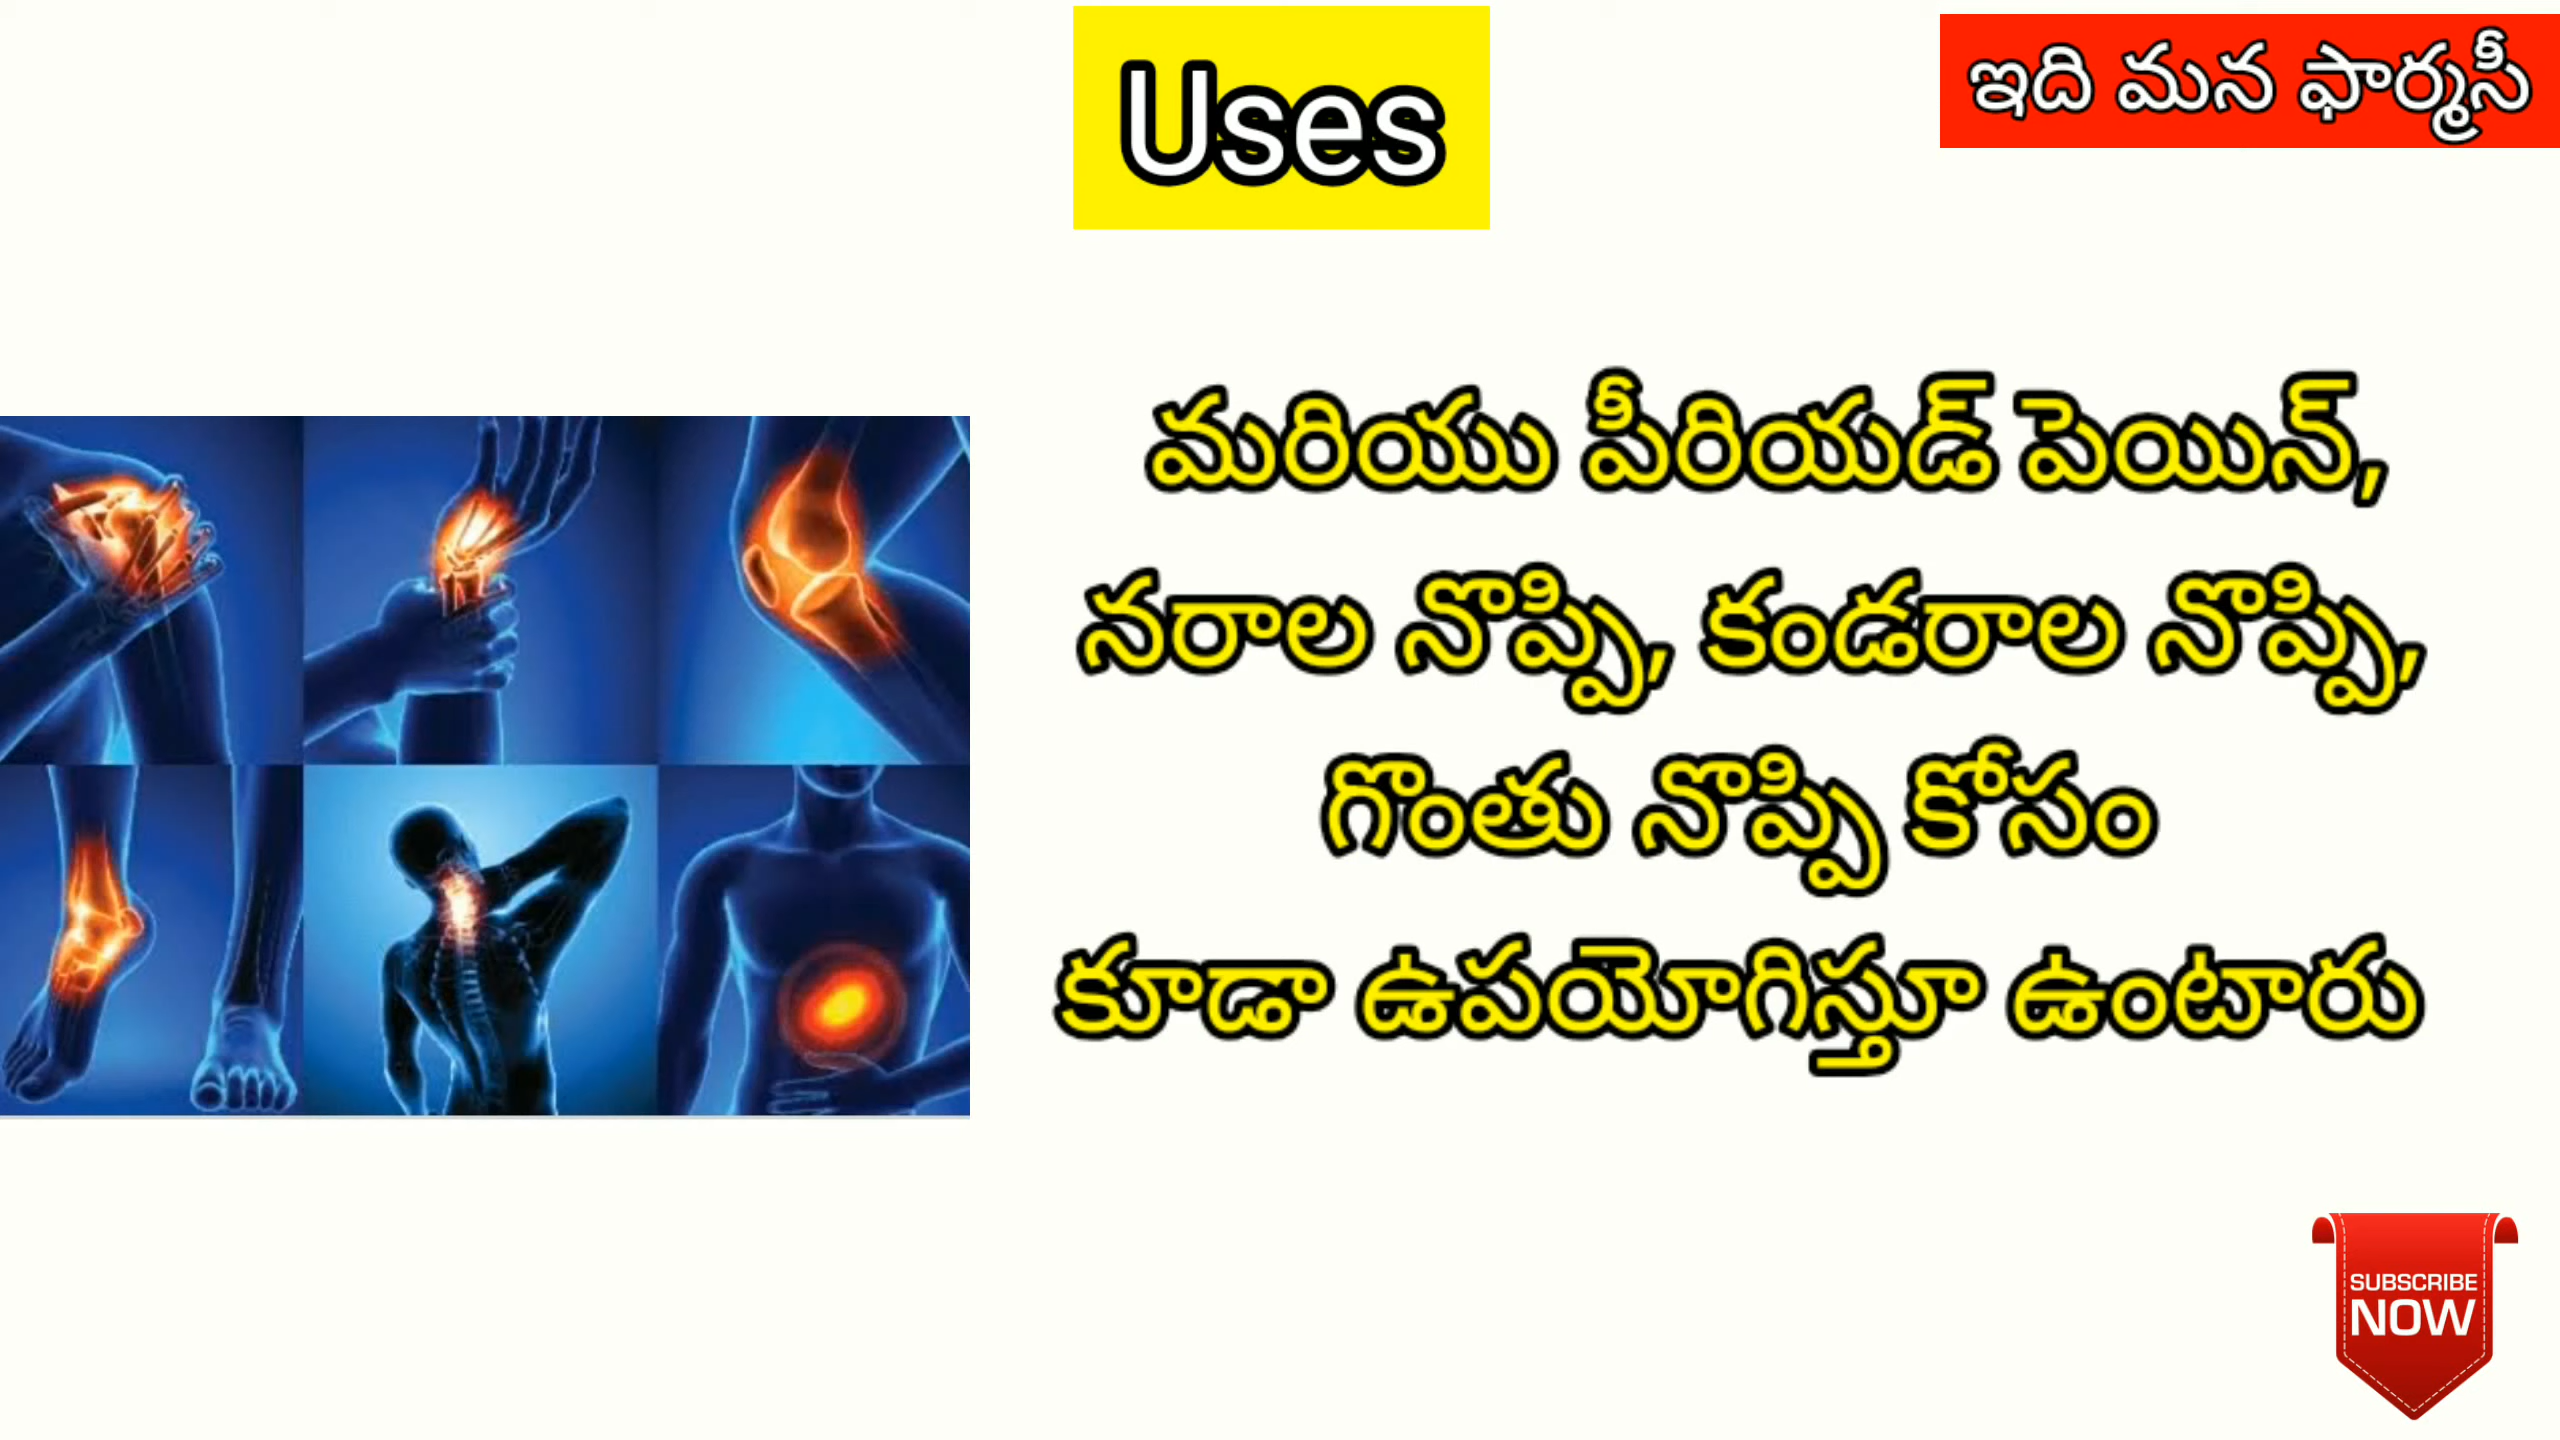 Uses
ఇది మన ఫార్మసీ
మరియు పీరియడ్ పెయిన్,
నరాల నొప్పి, కండరాల నొప్పి,
గొంతు నొప్పి కోసం
కూడా ఉపయోగిస్తూ ఉంటారు
SUBSCRIBE
NOW